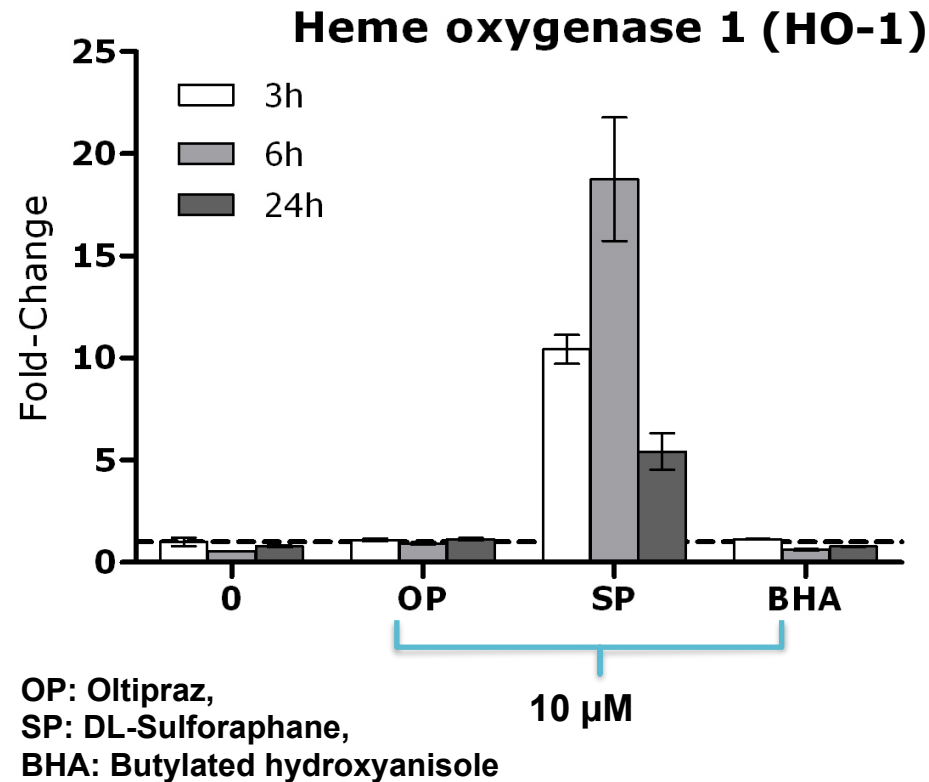 Heme oxygenase 1 (HO-1)
25
20
15
10
5
0
Fold-Change
3h
6h
24h
0 OP SP BHA
10 µM
OP: Oltipraz,
SP: DL-Sulforaphane,
BHA: Butylated hydroxyanisole